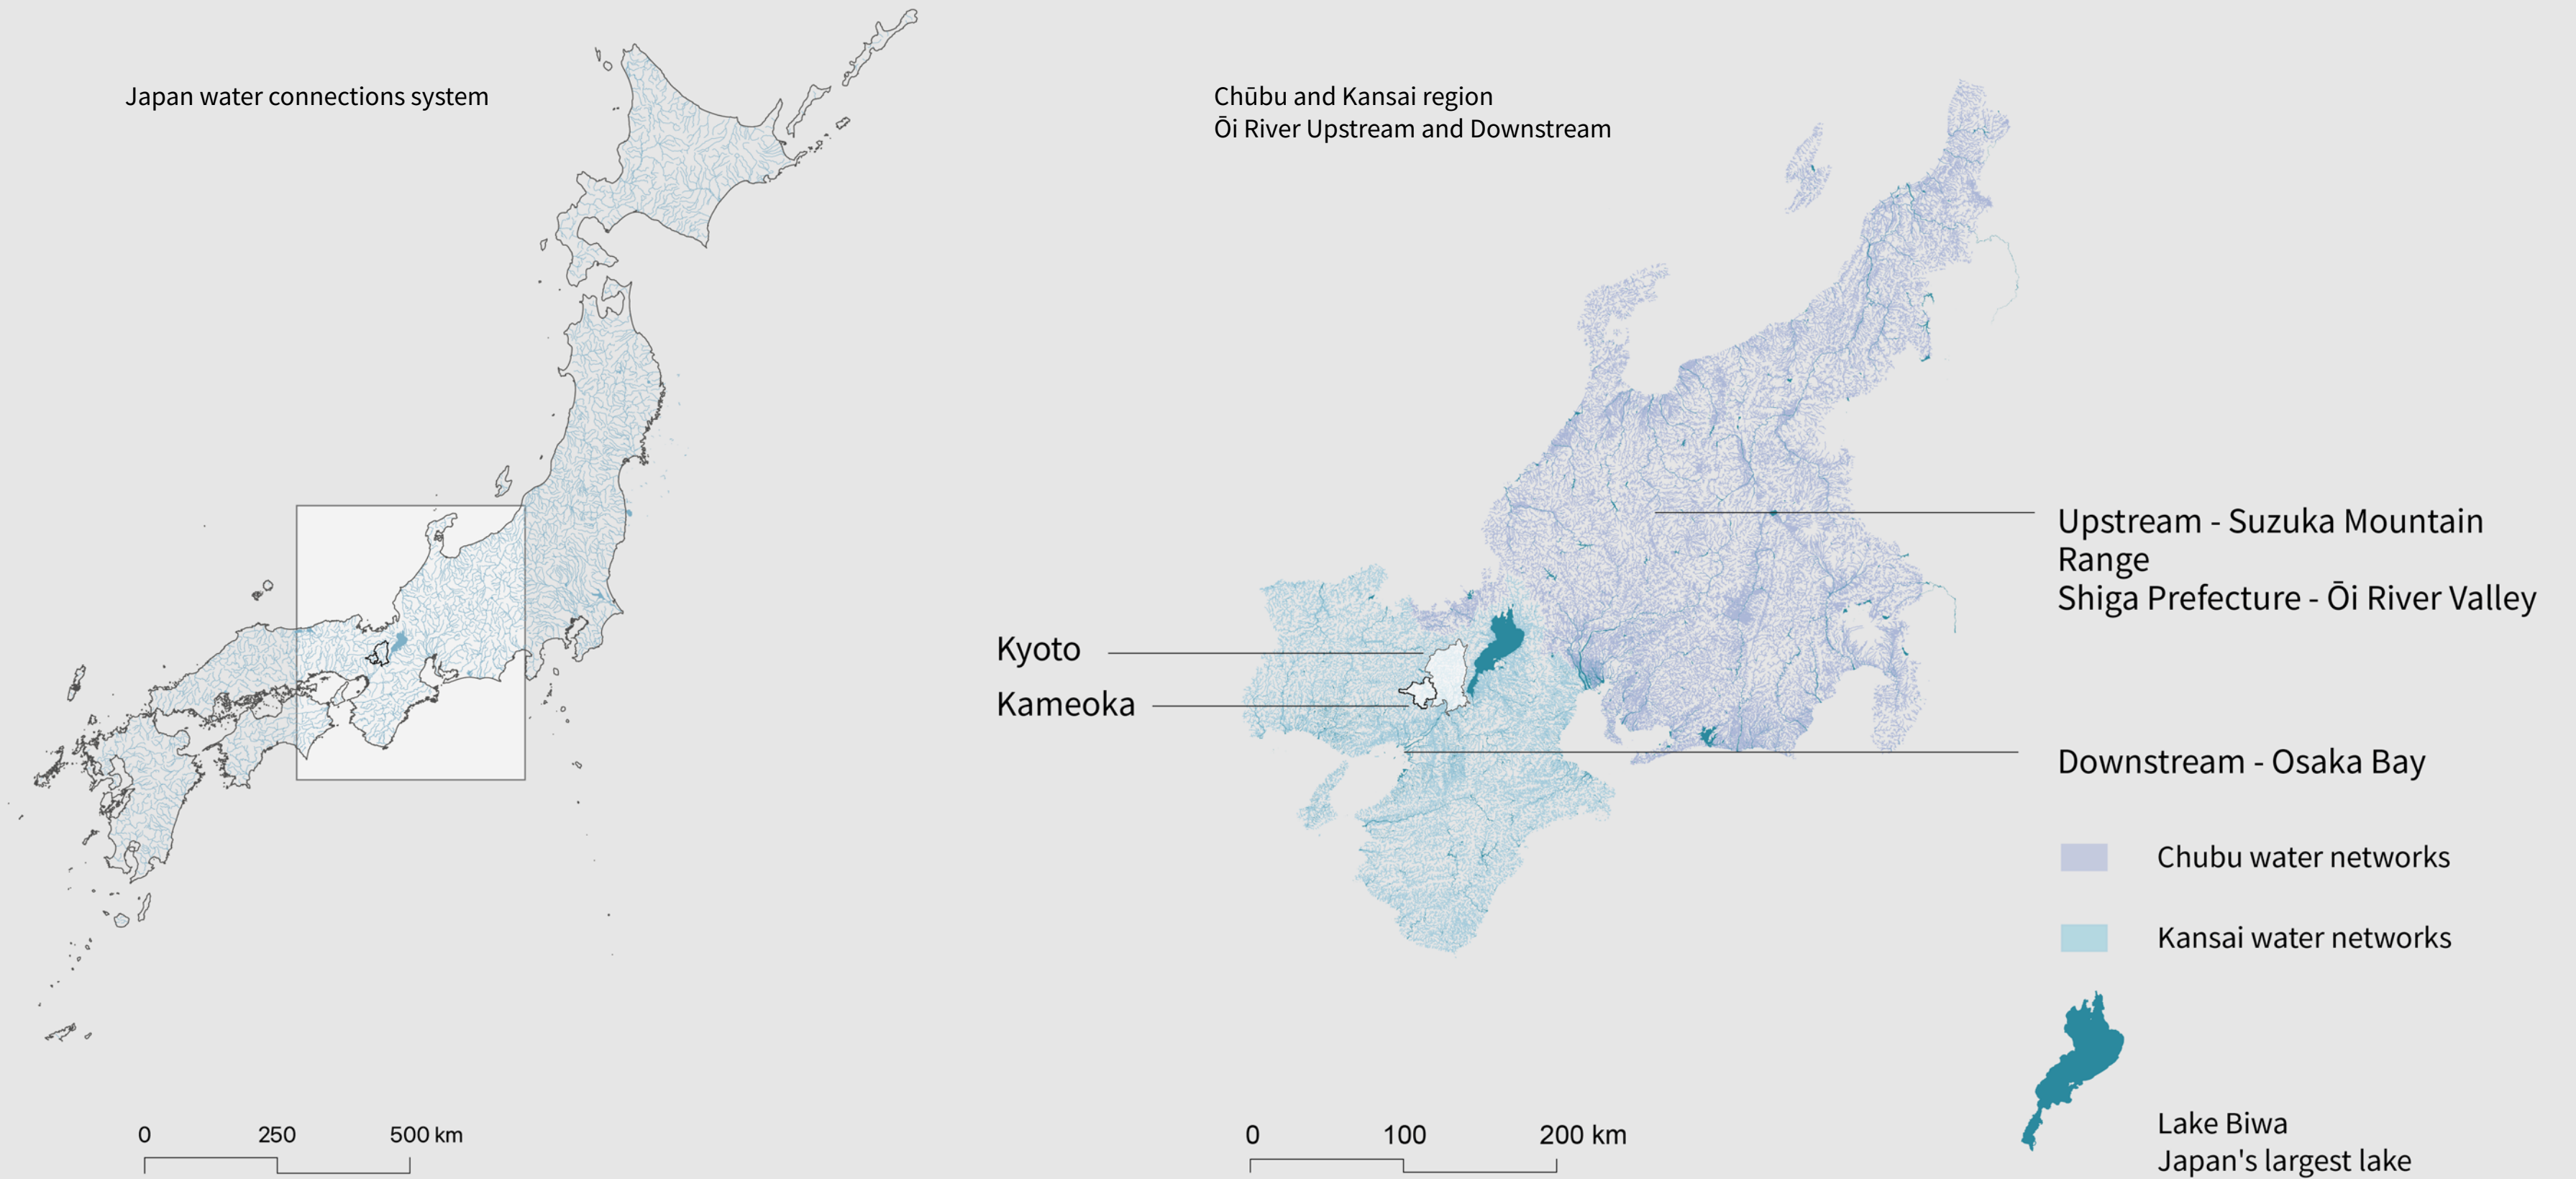 Japan water connections system
Chūbu and Kansai region
Ōi River Upstream and Downstream
Upstream - Suzuka Mountain
Range
Shiga Prefecture - Ōi River Valley
Kyoto
Kameoka
Downstream - Osaka Bay
Chubu water networks
Kansai water networks
Lake Biwa
Japan's largest lake
0 250 500 km
0 100 200 km